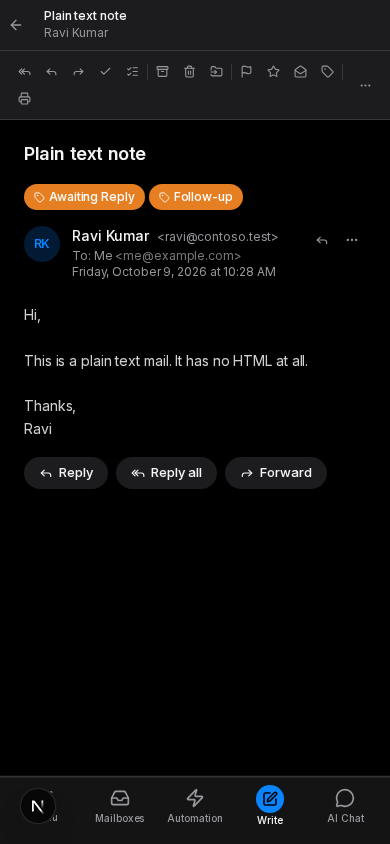 Plain text note
Ravi Kumar
Plain text note
Awaiting Reply
Follow-up
RK
Ravi Kumar <ravi@contoso.test>
To: Me <me@example.com>
Friday, October 9, 2026 at 10:28 AM
Hi,
This is a plain text mail. It has no HTML at all.
Thanks,
Ravi
Reply
Reply all
Forward
N
Mailboxes
Automation
Write
AI Chat